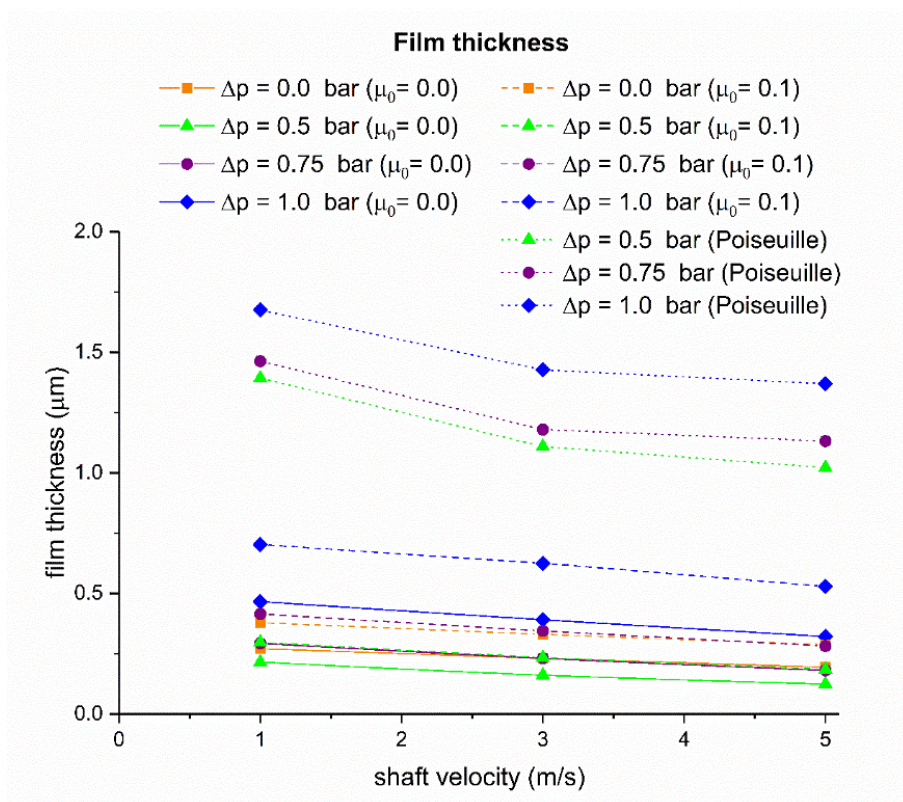 Film thickness
Δp = 0.0 bar (μ₀= 0.0)
Δp = 0.5 bar (μ₀= 0.0)
Δp = 0.75 bar (μ₀= 0.0)
Δp = 1.0 bar (μ₀= 0.0)
Δp = 0.0 bar (μ₀= 0.1)
Δp = 0.5 bar (μ₀= 0.1)
Δp = 0.75 bar (μ₀= 0.1)
Δp = 1.0 bar (μ₀= 0.1)
Δp = 0.5 bar (Poiseuille)
Δp = 0.75 bar (Poiseuille)
Δp = 1.0 bar (Poiseuille)
film thickness (μm)
2.0
1.5
1.0
0.5
0.0
0
1
2
3
4
5
shaft velocity (m/s)